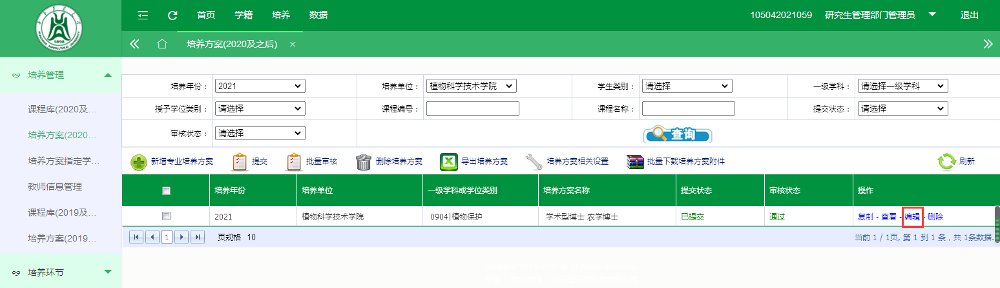 首页 学籍 培养 数据 105042021059 研究生管理部门管理员 退出
1898
培养方案(2020及之后) ×
培养管理
课程库(2020及...
培养方案(2020...
培养方案指定学...
教师信息管理
课程库(2019及...
培养方案(2019...
培养环节
培养年份： 2021 培养单位： 植物科学技术学院 学生类别： 请选择 一级学科： 请选择一级学科
授予学位类别： 请选择 课程编号： 课程名称： 提交状态： 请选择
审核状态： 请选择 查询
新增专业培养方案 提交 批量审核 删除培养方案 导出培养方案 培养方案相关设置 批量下载培养方案附件 刷新
培养年份 培养单位 一级学科或学位类别 培养方案名称 提交状态 审核状态 操作
2021 植物科学技术学院 0904|植物保护 学术型博士 农学博士 已提交 通过 复制 - 查看 - 编辑 - 删除
1 页规格 10 当前 1 / 1页, 第 1 到 1 条 , 共 1条数据.